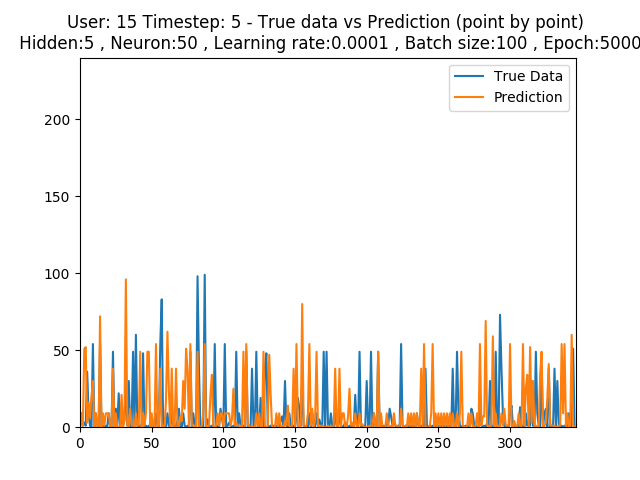 User: 15 Timestep: 5 - True data vs Prediction (point by point)
Hidden:5 , Neuron:50 , Learning rate:0.0001 , Batch size:100 , Epoch:5000
True Data
Prediction
200
150
100
50
0
0 50 100 150 200 250 300